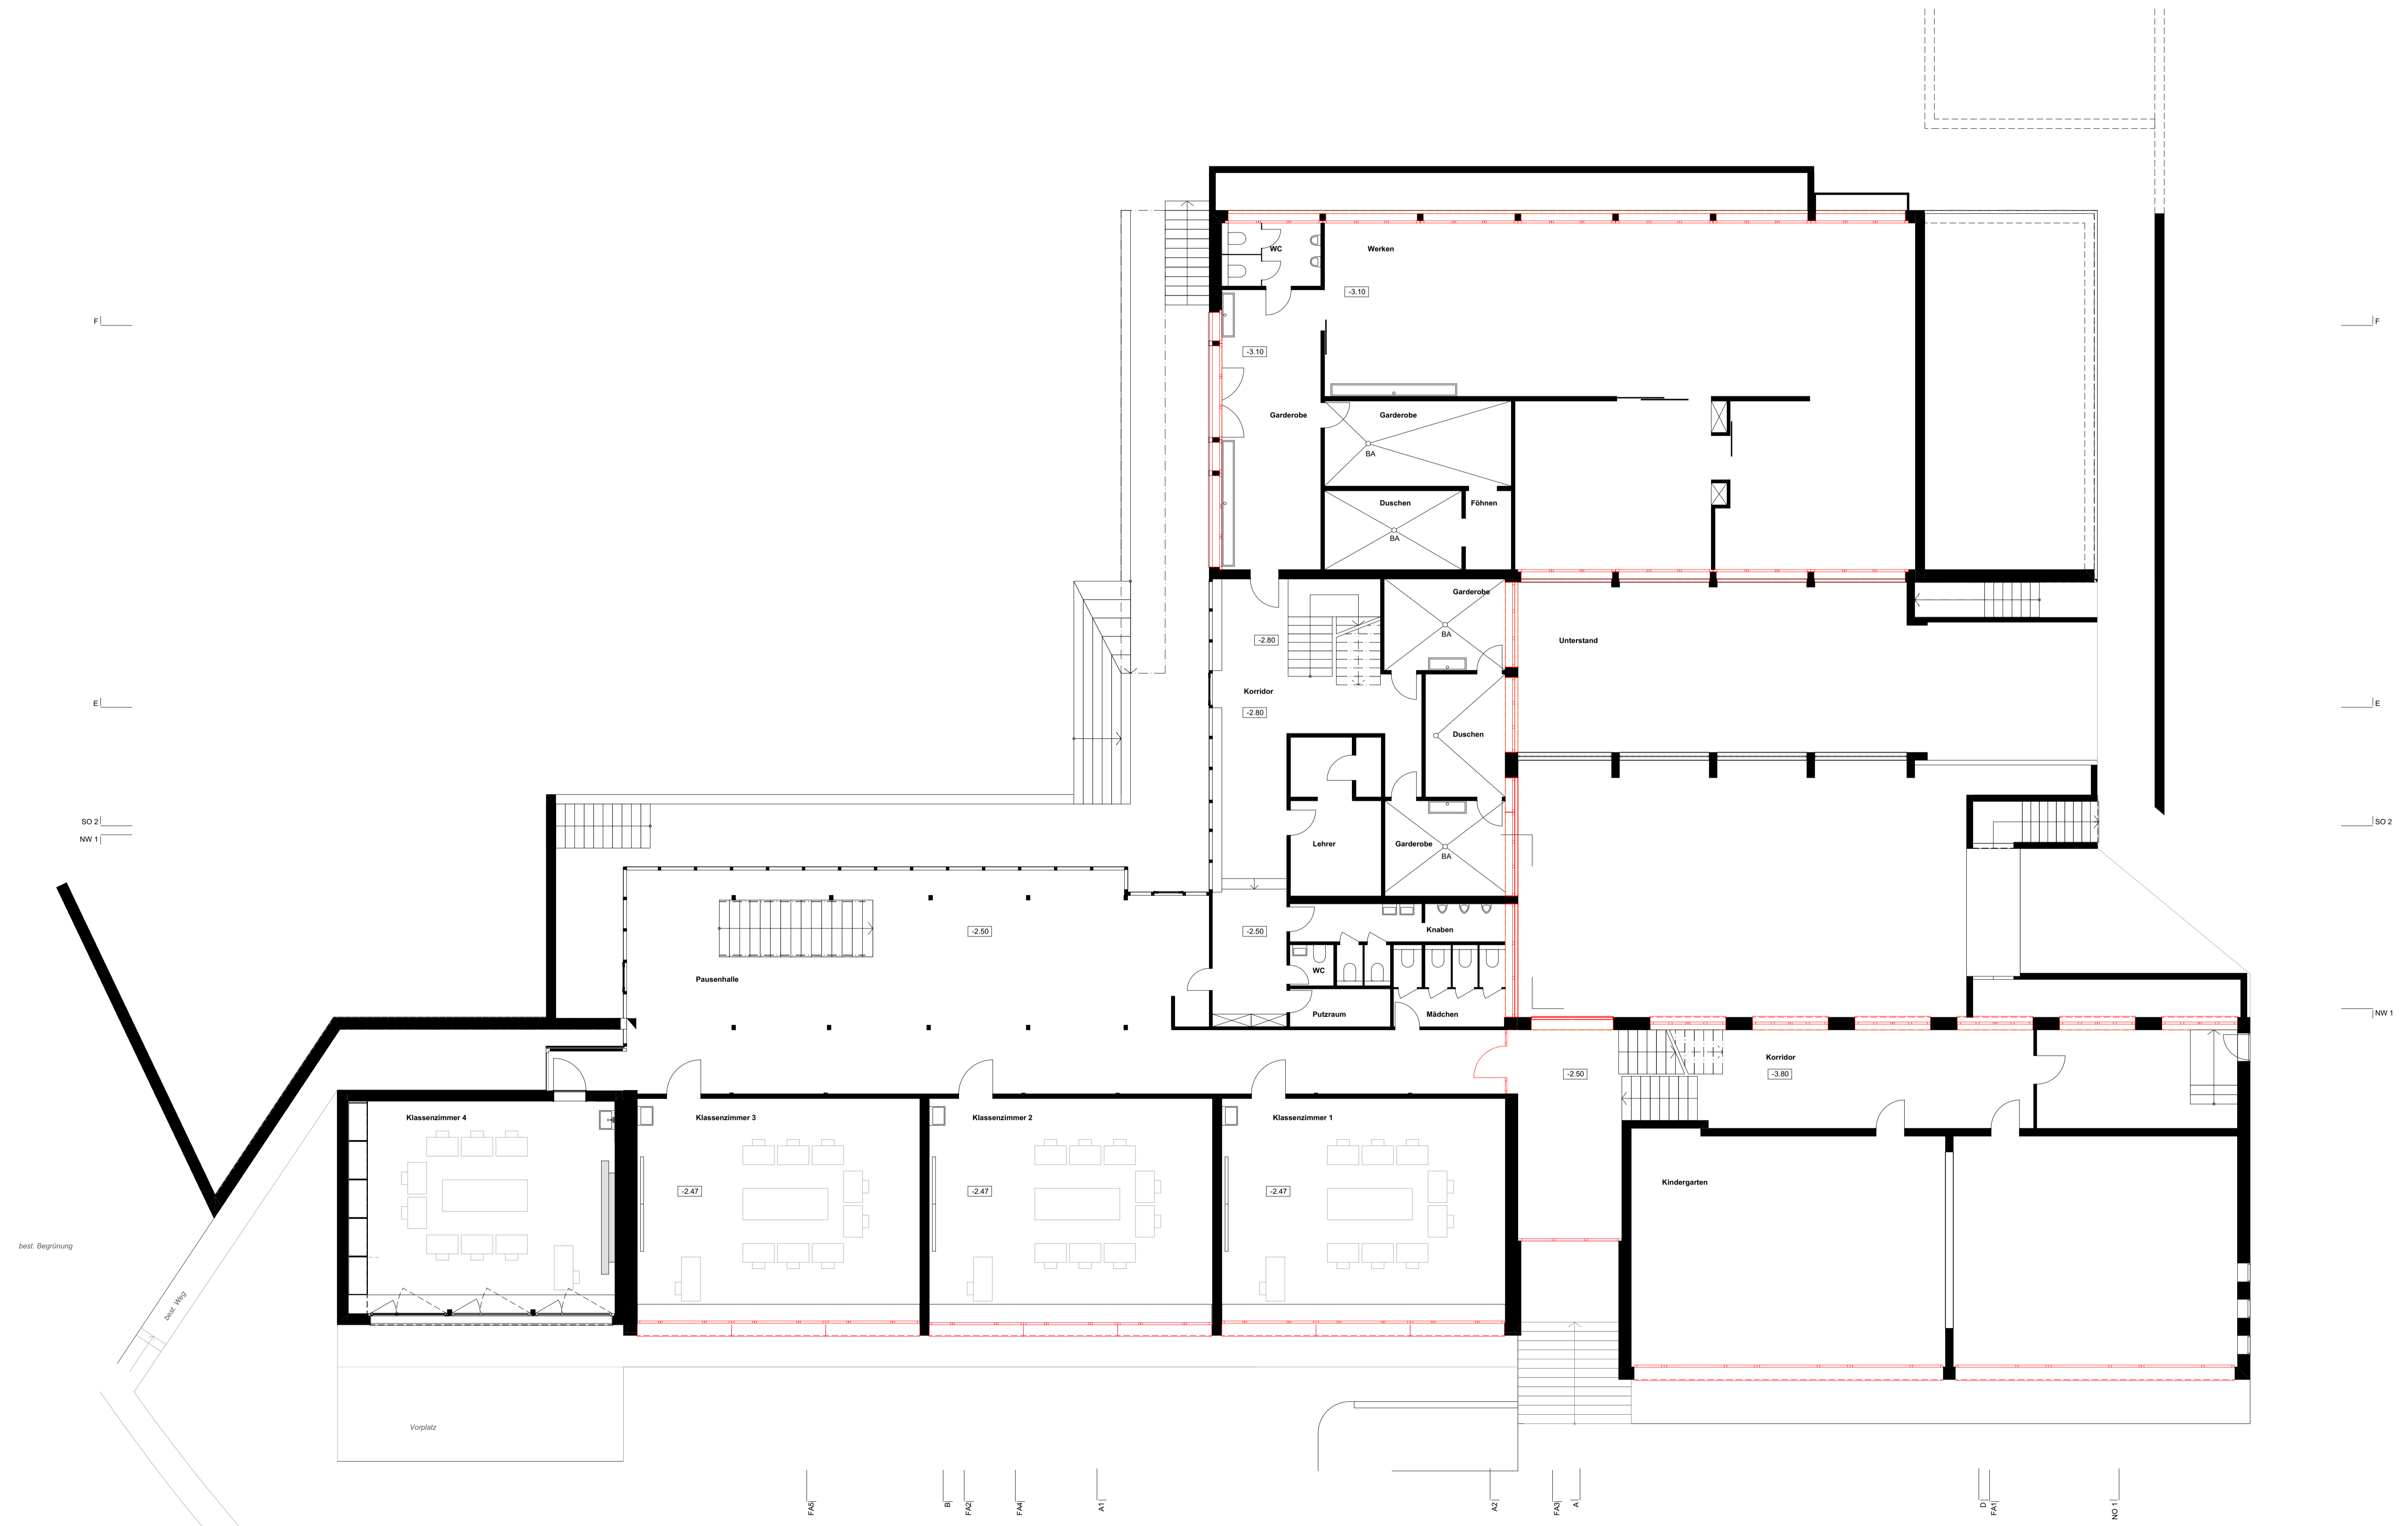 WC
Werken
-3.10
F
F
-3.10
Garderobe
Garderobe
BA
Duschen
Föhnen
BA
Garderobe
BA
-2.80
Unterstand
Korridor
E
E
-2.80
Duschen
SO 2
SO 2
NW 1
Lehrer
Garderobe
BA
-2.50
-2.50
Knaben
WC
Pausenhalle
Putzraum
Mädchen
NW 1
Korridor
-2.50
-3.80
Klassenzimmer 4
Klassenzimmer 3
Klassenzimmer 2
Klassenzimmer 1
Kindergarten
-2.47
-2.47
-2.47
best. Begrünung
best. Weg
Vorplatz
FA5
B
FA2
FA4
A1
A2
FA3
A
D
FA1
NO 1